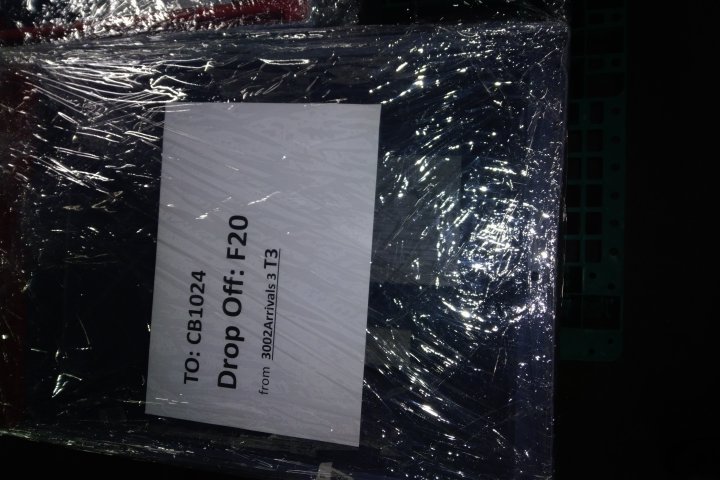 TO: CB1024
Drop Off: F20
from 3002Arrivals 3 T3